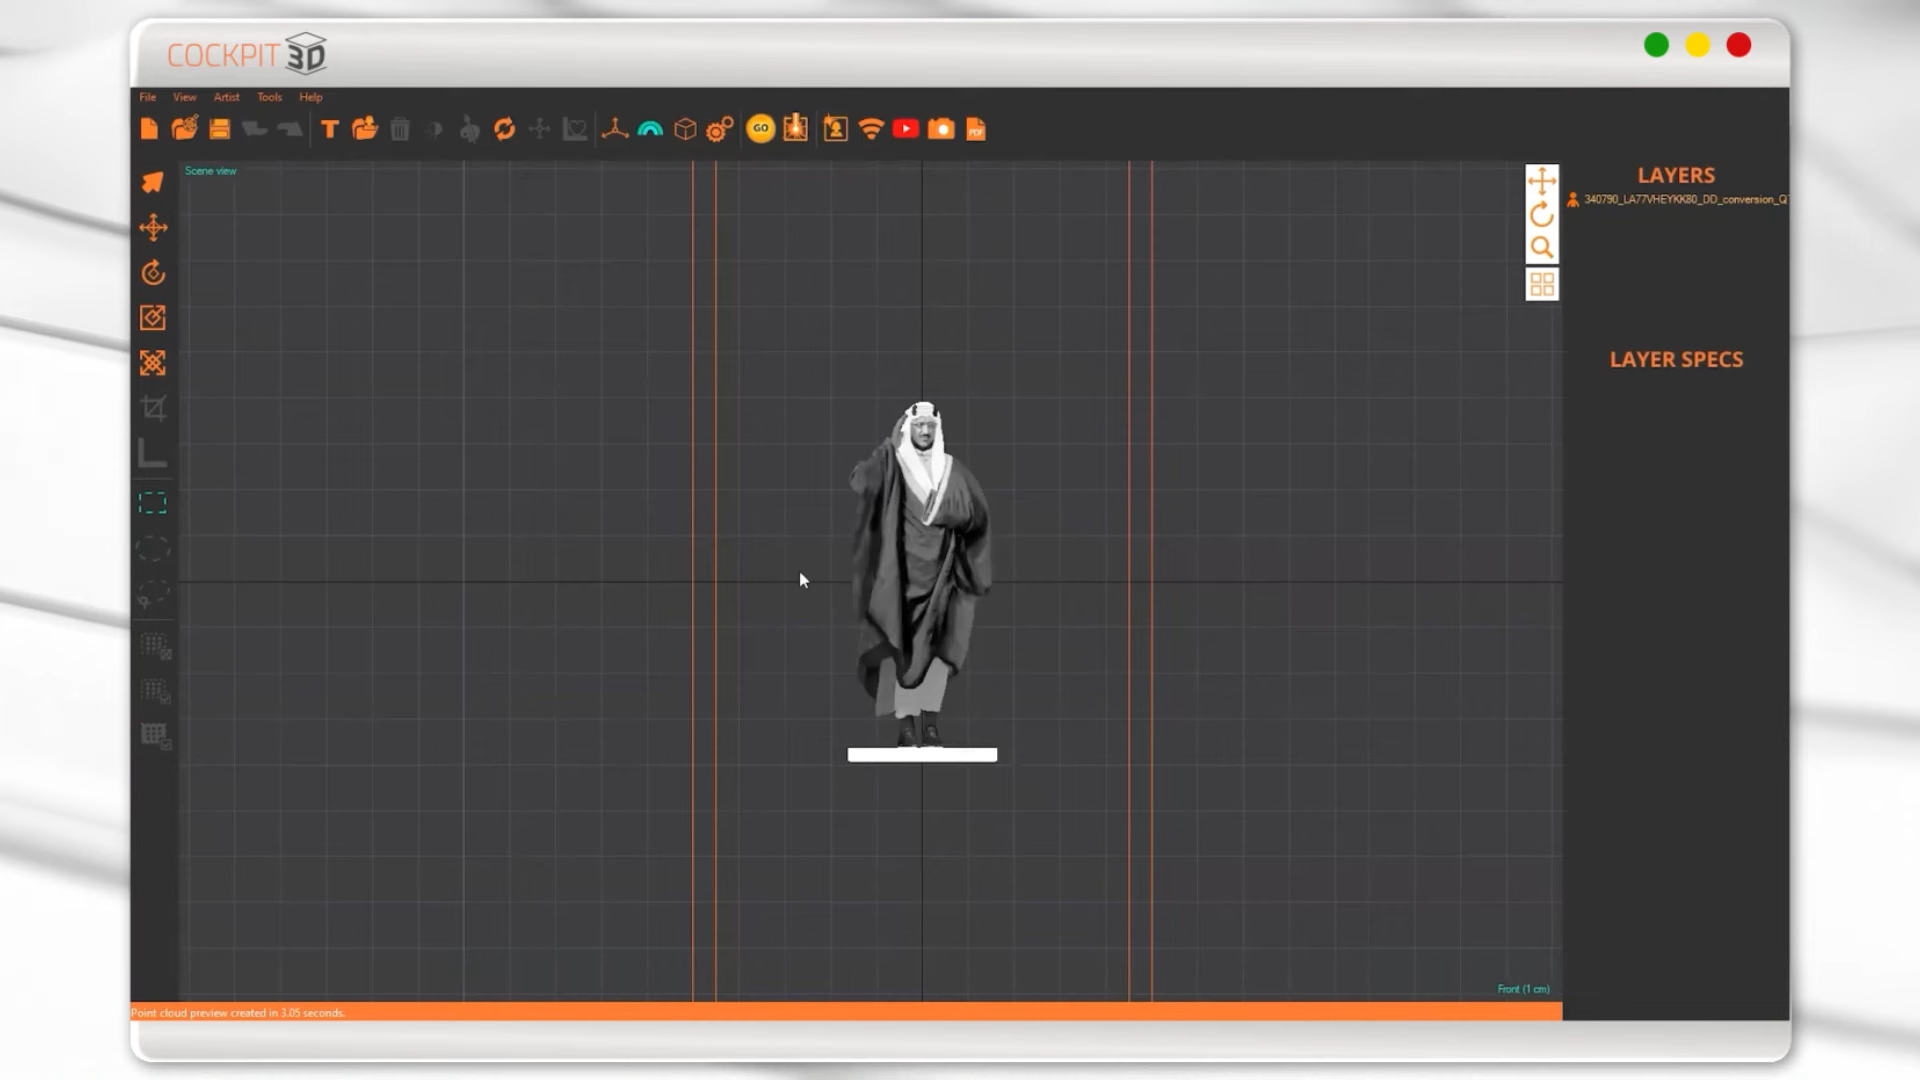 COCKPIT 3D
File View Artist Tools Help
T
GO
PDF
Scene view
LAYERS
340790_LA77VHEYKK80_DD_conversion_Q
LAYER SPECS
Front (1 cm)
Point cloud preview created in 3.05 seconds.